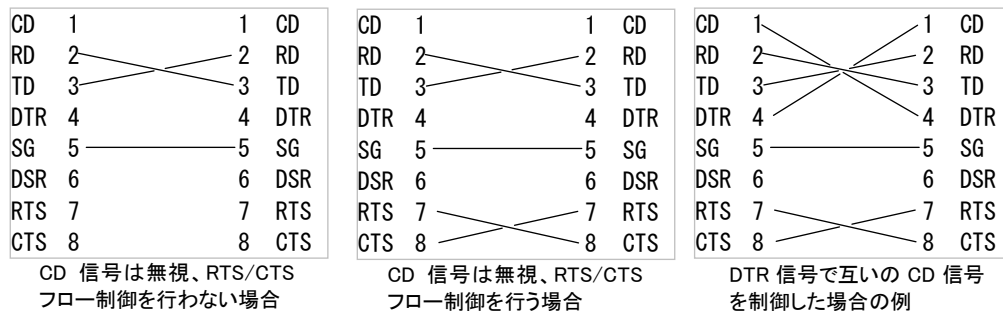 CD 1 1 CD
RD 2 2 RD
TD 3 3 TD
DTR 4 4 DTR
SG 5 5 SG
DSR 6 6 DSR
RTS 7 7 RTS
CTS 8 8 CTS
CD 信号は無視、RTS/CTS
フロー制御を行わない場合
CD 1 1 CD
RD 2 2 RD
TD 3 3 TD
DTR 4 4 DTR
SG 5 5 SG
DSR 6 6 DSR
RTS 7 7 RTS
CTS 8 8 CTS
CD 信号は無視、RTS/CTS
フロー制御を行う場合
CD 1 1 CD
RD 2 2 RD
TD 3 3 TD
DTR 4 4 DTR
SG 5 5 SG
DSR 6 6 DSR
RTS 7 7 RTS
CTS 8 8 CTS
DTR 信号で互いの CD 信号
を制御した場合の例